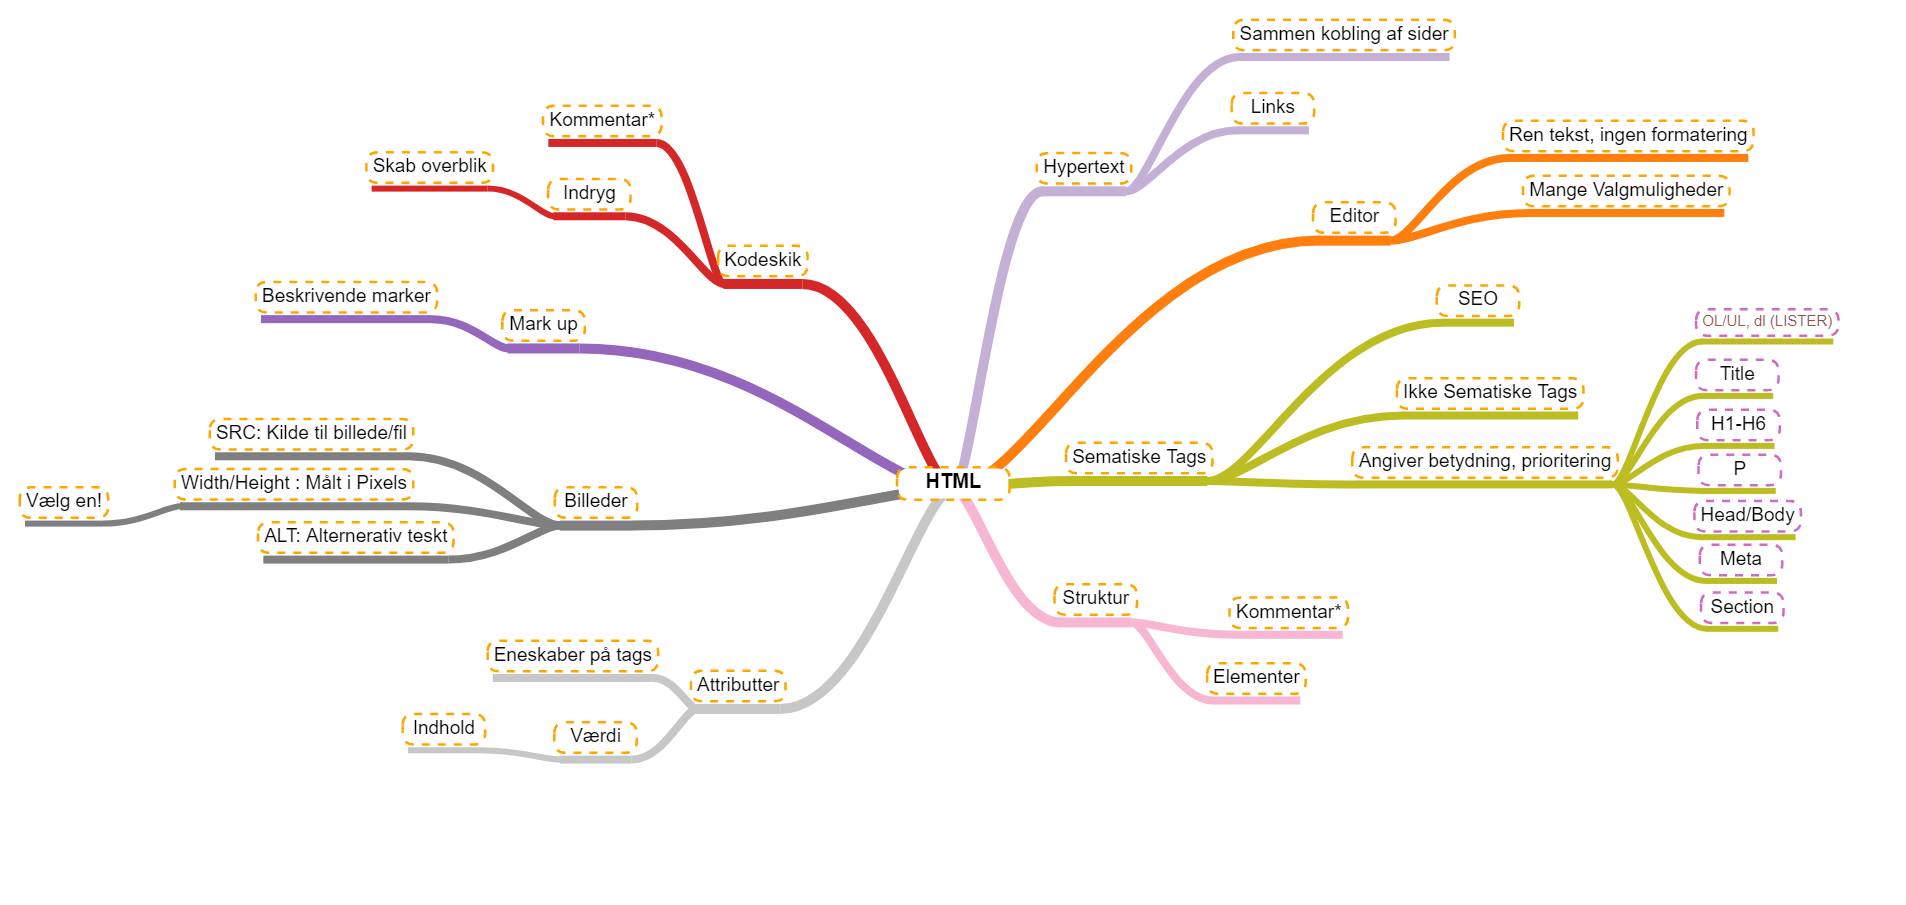 HTML
Kodeskik
Kommentar*
Indryg
Skab overblik
Mark up
Beskrivende marker
Billeder
SRC: Kilde til billede/fil
Width/Height : Målt i Pixels
Vælg en!
ALT: Alternerativ teskt
Attributter
Eneskaber på tags
Værdi
Indhold
Hypertext
Sammen kobling af sider
Links
Editor
Ren tekst, ingen formatering
Mange Valgmuligheder
Sematiske Tags
SEO
Ikke Sematiske Tags
Angiver betydning, prioritering
OL/UL, dl (LISTER)
Title
H1-H6
P
Head/Body
Meta
Section
Struktur
Kommentar*
Elementer